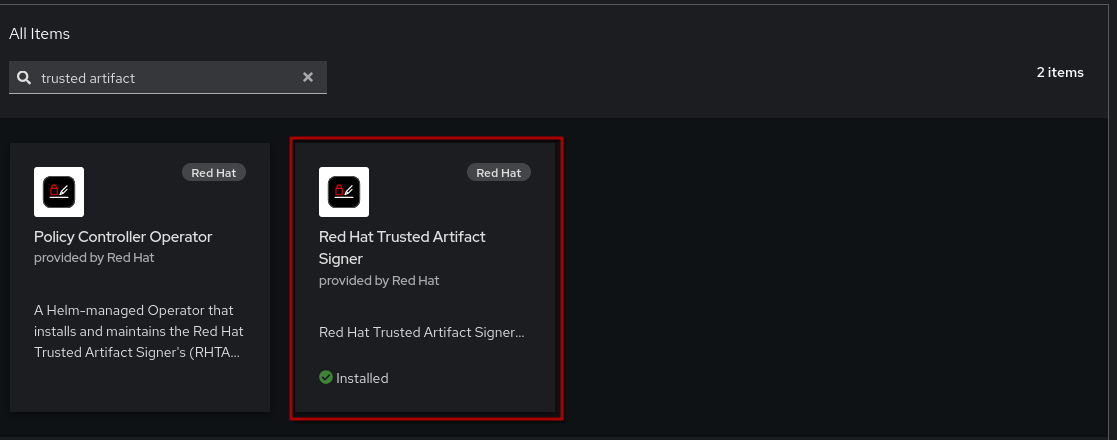 All Items
trusted artifact
2 items
Red Hat
Policy Controller Operator
provided by Red Hat
A Helm-managed Operator that
installs and maintains the Red Hat
Trusted Artifact Signer's (RHTA...
Red Hat
Red Hat Trusted Artifact
Signer
provided by Red Hat
Red Hat Trusted Artifact Signer...
Installed